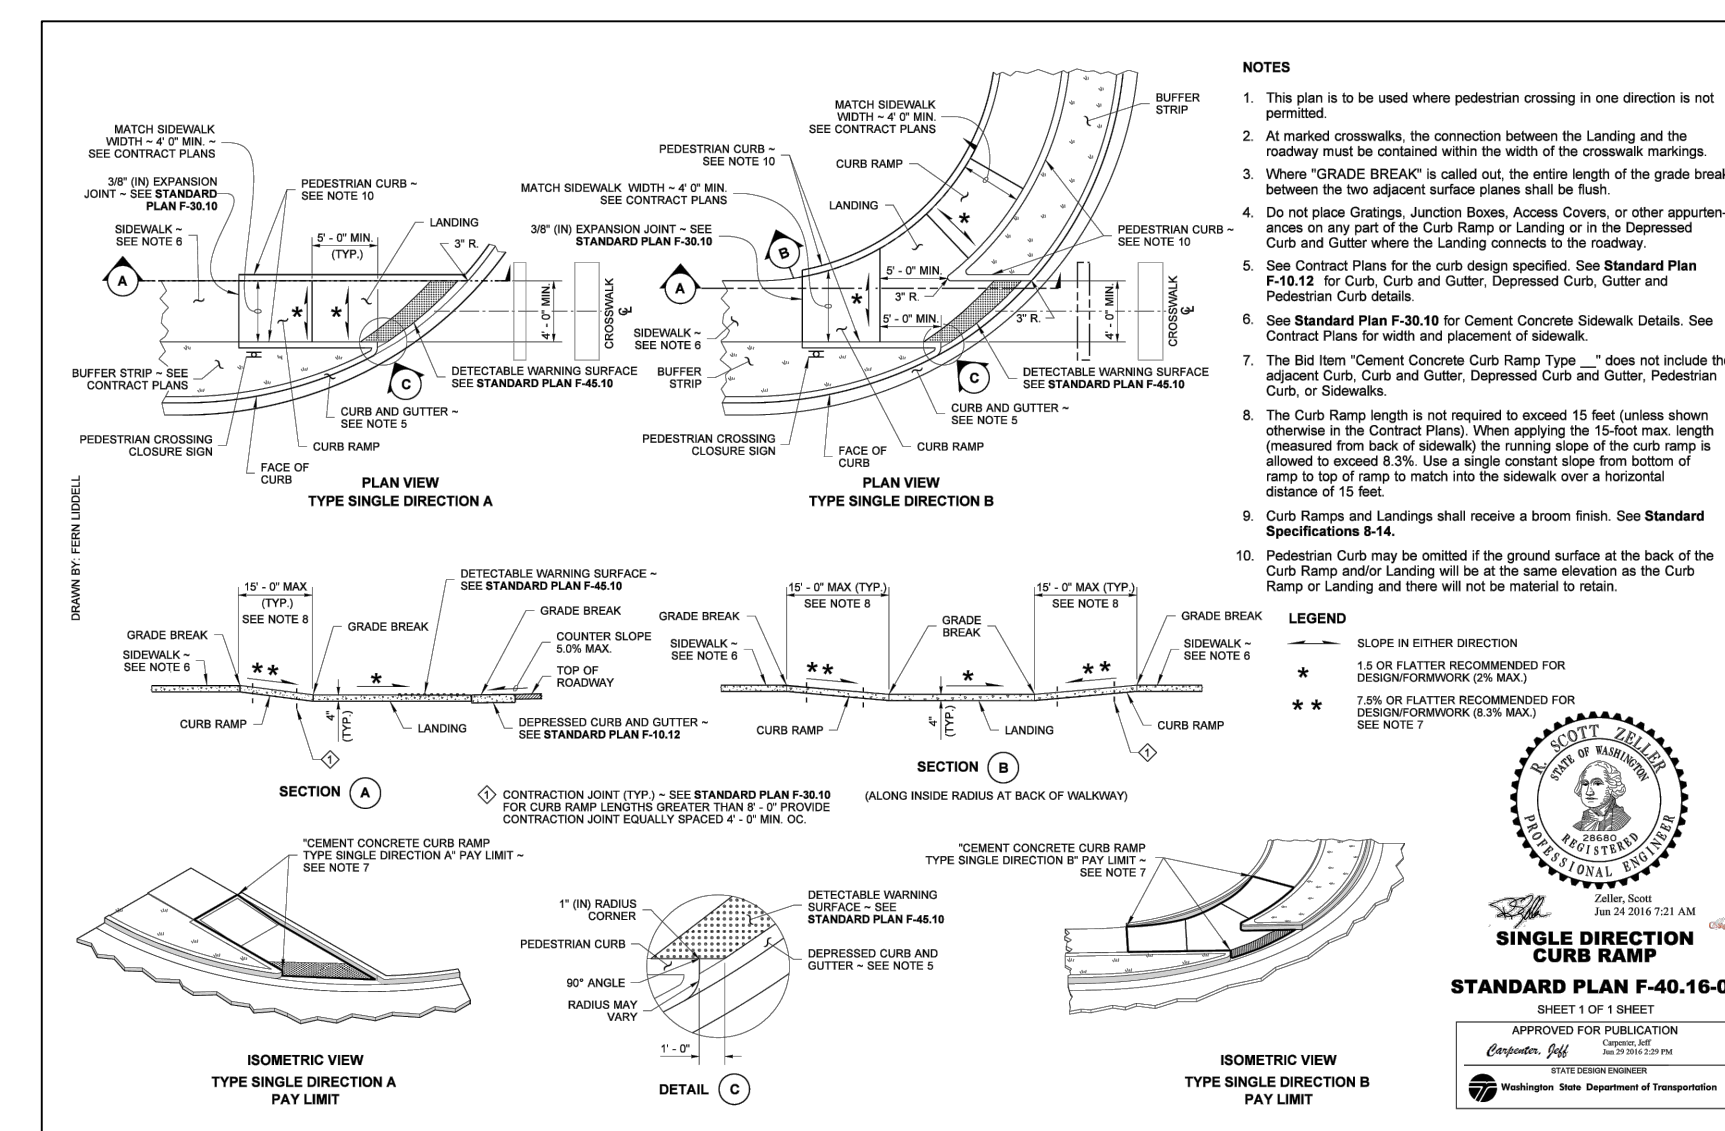 MATCH SIDEWALK
WIDTH ~ 4' 0" MIN. ~
SEE CONTRACT PLANS
3/8" (IN) EXPANSION
JOINT ~ SEE STANDARD
PLAN F-30.10
SIDEWALK ~
SEE NOTE 6
PEDESTRIAN CURB ~
SEE NOTE 10
5' - 0" MIN.
(TYP.)
LANDING
3" R.
A
*
*
4' - 0" MIN.
CROSSWALK
℄
BUFFER STRIP ~ SEE
CONTRACT PLANS
C
DETECTABLE WARNING SURFACE
SEE STANDARD PLAN F-45.10
CURB AND GUTTER ~
SEE NOTE 5
PEDESTRIAN CROSSING
CLOSURE SIGN
CURB RAMP
FACE OF
CURB
PLAN VIEW
TYPE SINGLE DIRECTION A
MATCH SIDEWALK
WIDTH ~ 4' 0" MIN.
SEE CONTRACT PLANS
BUFFER
STRIP
PEDESTRIAN CURB ~
SEE NOTE 10
CURB RAMP
MATCH SIDEWALK WIDTH ~ 4' 0" MIN.
SEE CONTRACT PLANS
LANDING
3/8" (IN) EXPANSION JOINT ~ SEE
STANDARD PLAN F-30.10
B
A
*
*
PEDESTRIAN CURB ~
SEE NOTE 10
5' - 0" MIN.
3" R.
5' - 0" MIN.
3" R.
4' - 0" MIN.
CROSSWALK
℄
SIDEWALK ~
SEE NOTE 6
BUFFER
STRIP
C
DETECTABLE WARNING SURFACE
SEE STANDARD PLAN F-45.10
CURB AND GUTTER ~
SEE NOTE 5
PEDESTRIAN CROSSING
CLOSURE SIGN
FACE OF
CURB
CURB RAMP
PLAN VIEW
TYPE SINGLE DIRECTION B
DRAWN BY: FERN LIDDELL
15' - 0" MAX
(TYP.)
SEE NOTE 8
DETECTABLE WARNING SURFACE ~
SEE STANDARD PLAN F-45.10
GRADE BREAK
GRADE BREAK
GRADE BREAK
COUNTER SLOPE
5.0% MAX.
SIDEWALK ~
SEE NOTE 6
TOP OF
ROADWAY
* *
*
CURB RAMP
4"
(TYP.)
LANDING
DEPRESSED CURB AND GUTTER ~
SEE STANDARD PLAN F-10.12
1
SECTION A
1 CONTRACTION JOINT (TYP.) ~ SEE STANDARD PLAN F-30.10
FOR CURB RAMP LENGTHS GREATER THAN 8' - 0" PROVIDE
CONTRACTION JOINT EQUALLY SPACED 4' - 0" MIN. OC.
15' - 0" MAX (TYP.)
SEE NOTE 8
15' - 0" MAX (TYP.)
SEE NOTE 8
GRADE BREAK
GRADE
BREAK
GRADE BREAK
SIDEWALK ~
SEE NOTE 6
SIDEWALK ~
SEE NOTE 6
* *
*
* *
CURB RAMP
4"
(TYP.)
LANDING
CURB RAMP
1
SECTION B
(ALONG INSIDE RADIUS AT BACK OF WALKWAY)
"CEMENT CONCRETE CURB RAMP
TYPE SINGLE DIRECTION A" PAY LIMIT ~
SEE NOTE 7
ISOMETRIC VIEW
TYPE SINGLE DIRECTION A
PAY LIMIT
1" (IN) RADIUS
CORNER
PEDESTRIAN CURB
90° ANGLE
RADIUS MAY
VARY
1' - 0"
DETECTABLE WARNING
SURFACE ~ SEE
STANDARD PLAN F-45.10
DEPRESSED CURB AND
GUTTER ~ SEE NOTE 5
DETAIL C
"CEMENT CONCRETE CURB RAMP
TYPE SINGLE DIRECTION B" PAY LIMIT ~
SEE NOTE 7
ISOMETRIC VIEW
TYPE SINGLE DIRECTION B
PAY LIMIT
NOTES
1. This plan is to be used where pedestrian crossing in one direction is not
permitted.
2. At marked crosswalks, the connection between the Landing and the
roadway must be contained within the width of the crosswalk markings.
3. Where "GRADE BREAK" is called out, the entire length of the grade break
between the two adjacent surface planes shall be flush.
4. Do not place Gratings, Junction Boxes, Access Covers, or other appurten-
ances on any part of the Curb Ramp or Landing or in the Depressed
Curb and Gutter where the Landing connects to the roadway.
5. See Contract Plans for the curb design specified. See Standard Plan
F-10.12 for Curb, Curb and Gutter, Depressed Curb, Gutter and
Pedestrian Curb details.
6. See Standard Plan F-30.10 for Cement Concrete Sidewalk Details. See
Contract Plans for width and placement of sidewalk.
7. The Bid Item "Cement Concrete Curb Ramp Type __" does not include the
adjacent Curb, Curb and Gutter, Depressed Curb and Gutter, Pedestrian
Curb, or Sidewalks.
8. The Curb Ramp length is not required to exceed 15 feet (unless shown
otherwise in the Contract Plans). When applying the 15-foot max. length
(measured from back of sidewalk) the running slope of the curb ramp is
allowed to exceed 8.3%. Use a single constant slope from bottom of
ramp to top of ramp to match into the sidewalk over a horizontal
distance of 15 feet.
9. Curb Ramps and Landings shall receive a broom finish. See Standard
Specifications 8-14.
10. Pedestrian Curb may be omitted if the ground surface at the back of the
Curb Ramp and/or Landing will be at the same elevation as the Curb
Ramp or Landing and there will not be material to retain.
LEGEND
SLOPE IN EITHER DIRECTION
* 1.5 OR FLATTER RECOMMENDED FOR
DESIGN/FORMWORK (2% MAX.)
* * 7.5% OR FLATTER RECOMMENDED FOR
DESIGN/FORMWORK (8.3% MAX.)
SEE NOTE 7
R. SCOTT ZELLER
STATE OF WASHINGTON
28680
REGISTERED
PROFESSIONAL ENGINEER
Zeller, Scott
Jun 24 2016 7:21 AM
SINGLE DIRECTION
CURB RAMP
STANDARD PLAN F-40.16-0
SHEET 1 OF 1 SHEET
APPROVED FOR PUBLICATION
Carpenter, Jeff
Carpenter, Jeff
Jun 29 2016 2:29 PM
STATE DESIGN ENGINEER
Washington State Department of Transportation